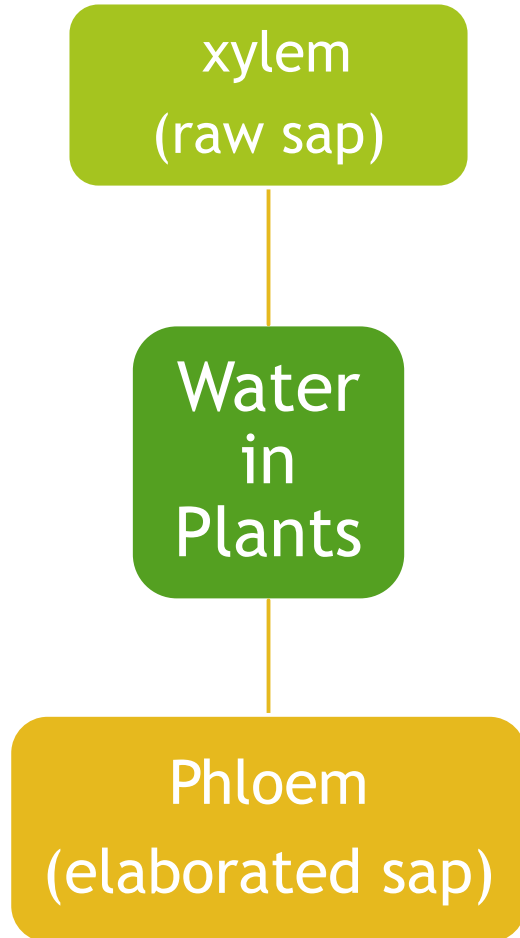 xylem
(raw sap)
Water
in
Plants
Phloem
(elaborated sap)